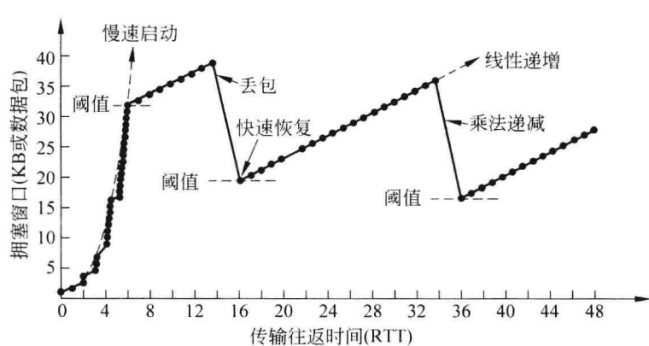 慢速启动
40
35
阈值
30
25
20
15
10
5
拥塞窗口(KB或数据包)
丢包
快速恢复
阈值
线性递增
乘法递减
阈值
0 4 8 12 16 20 24 28 32 36 40 44 48
传输往返时间(RTT)